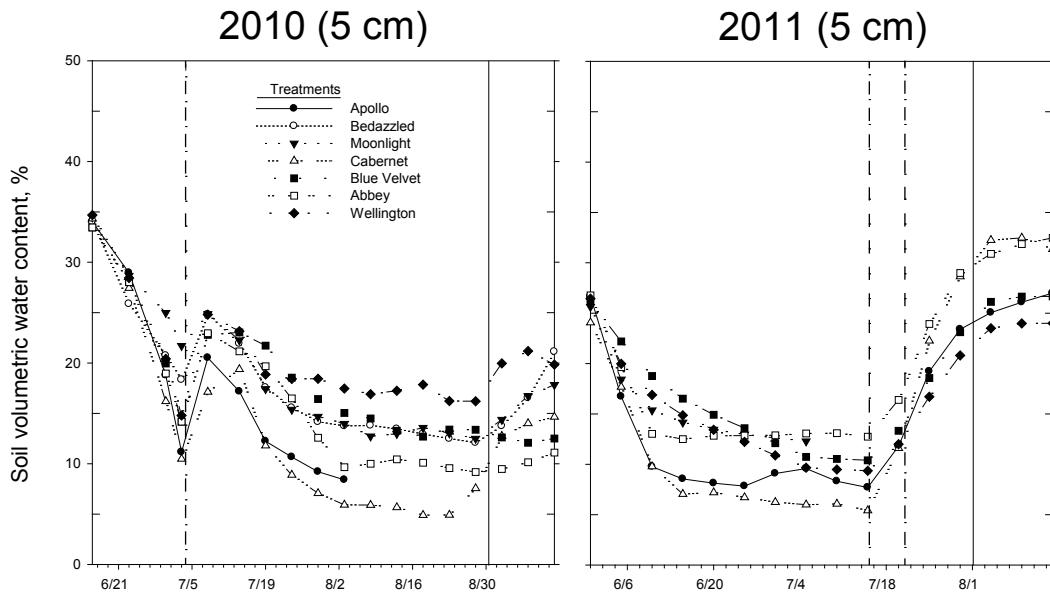 2010 (5 cm)
2011 (5 cm)
Soil volumetric water content, %
50
40
30
20
10
0
Treatments
Apollo
Bedazzled
Moonlight
Cabernet
Blue Velvet
Abbey
Wellington
6/21
7/5
7/19
8/2
8/16
8/30
6/6
6/20
7/4
7/18
8/1